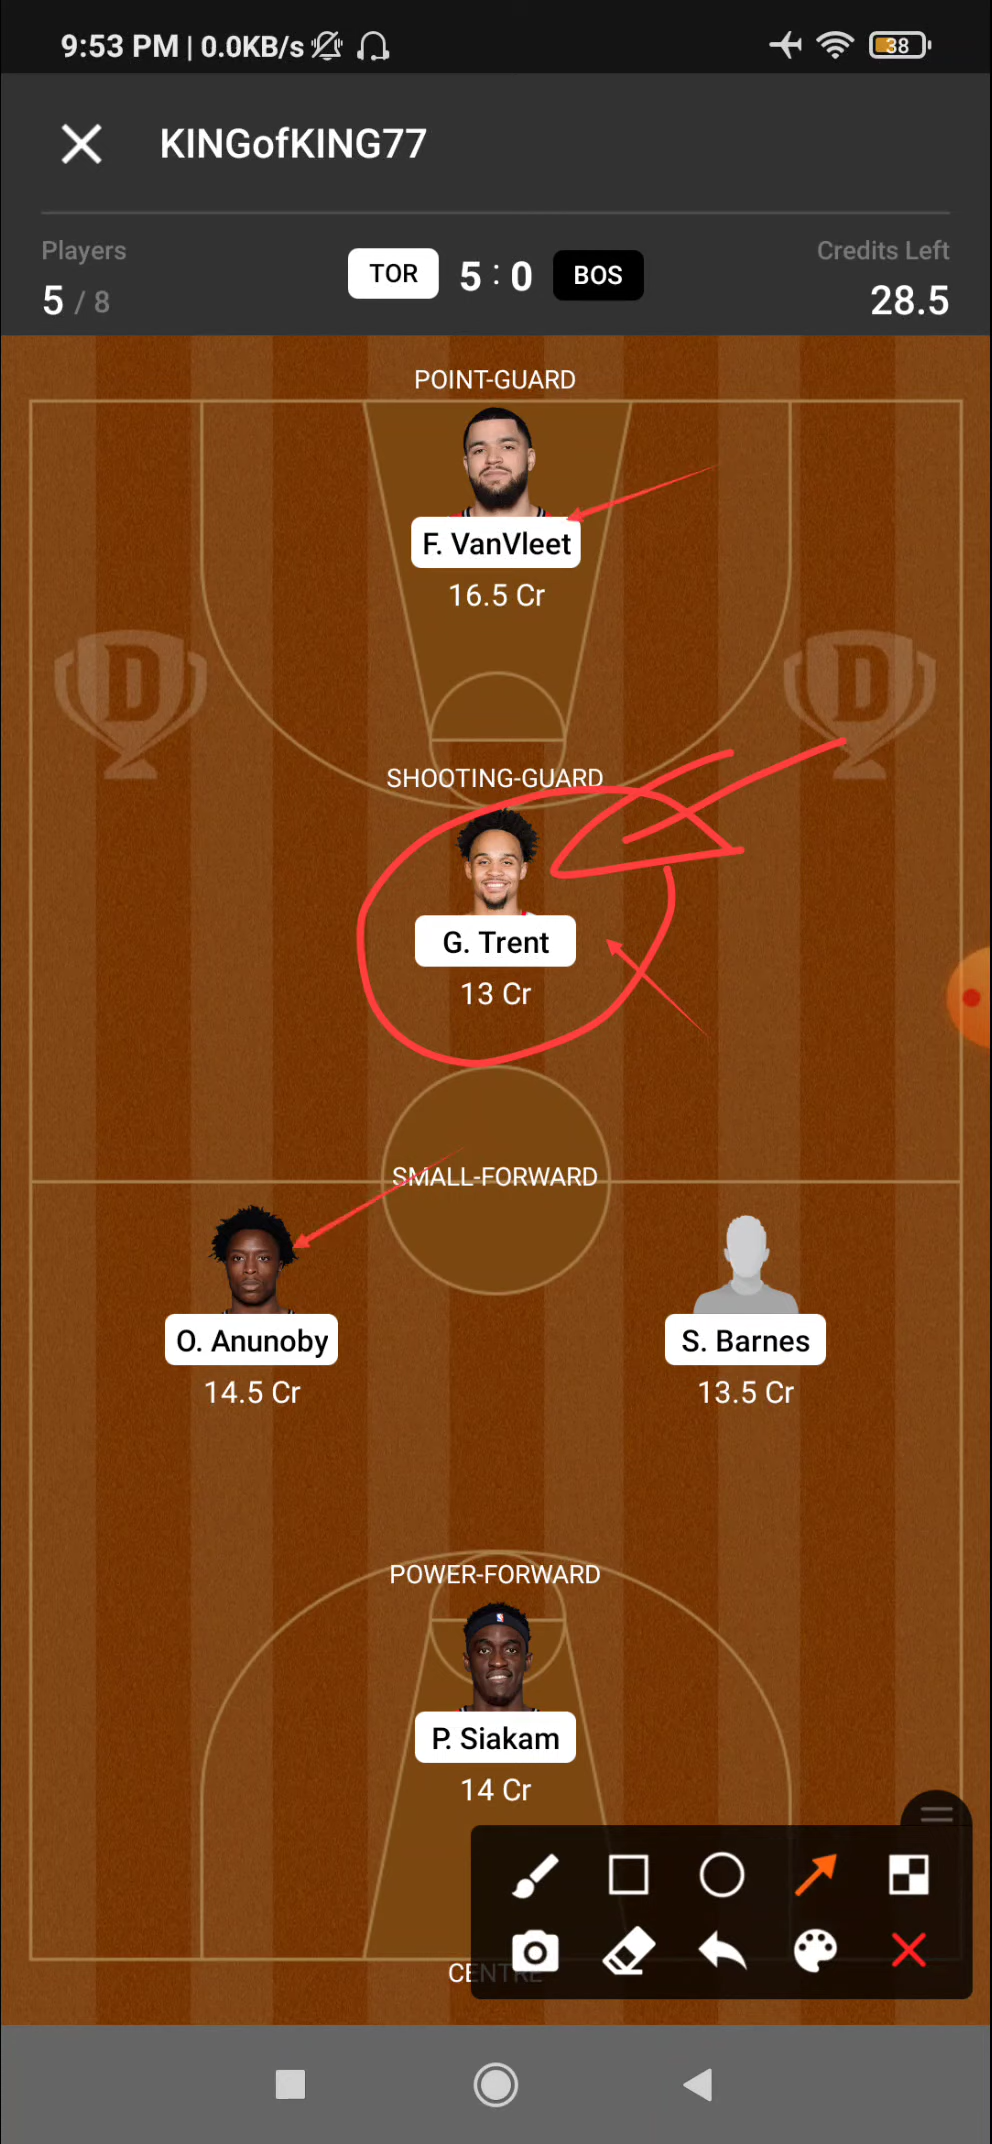 9:53 PM | 0.0KB/s
38
KINGofKING77
Players
Credits Left
TOR 5 : 0 BOS
5 / 8
28.5
POINT-GUARD
F. VanVleet
16.5 Cr
D
D
SHOOTING-GUARD
G. Trent
13 Cr
SMALL-FORWARD
O. Anunoby
S. Barnes
14.5 Cr
13.5 Cr
POWER-FORWARD
P. Siakam
14 Cr
CENTRE